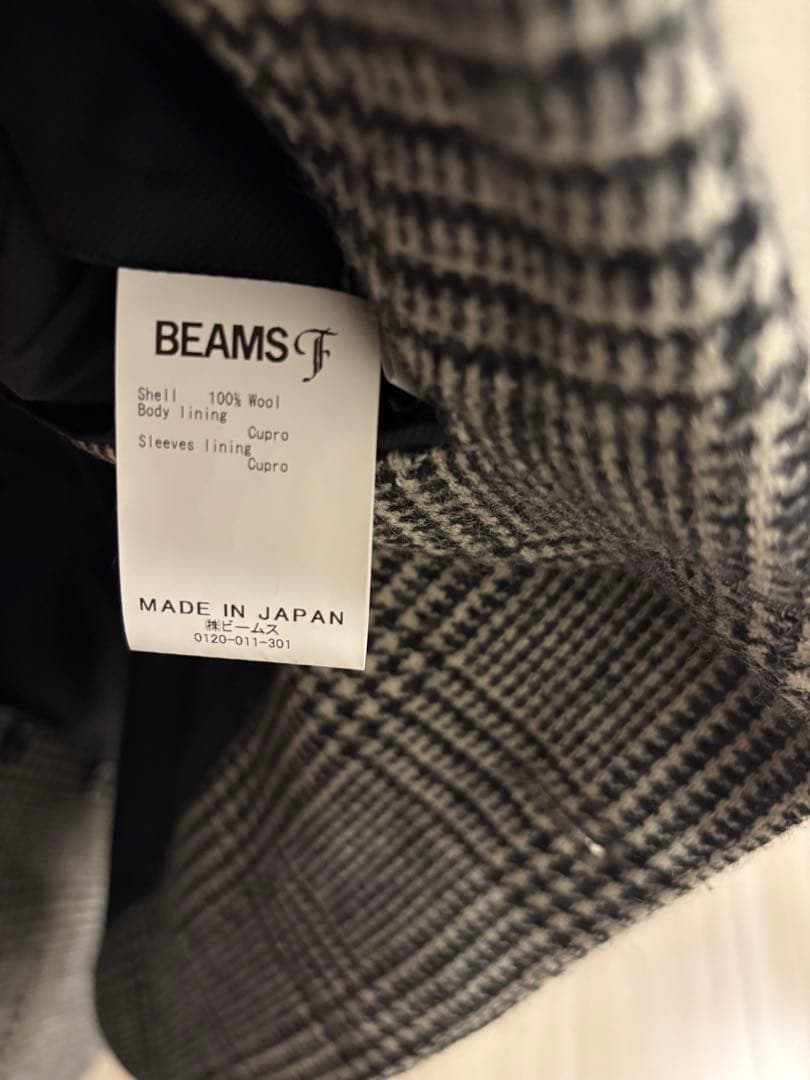 BEAMS F
Shell 100% Wool
Body lining
Cupro
Sleeves lining
Cupro
MADE IN JAPAN
㈱ビームス
0120-011-301